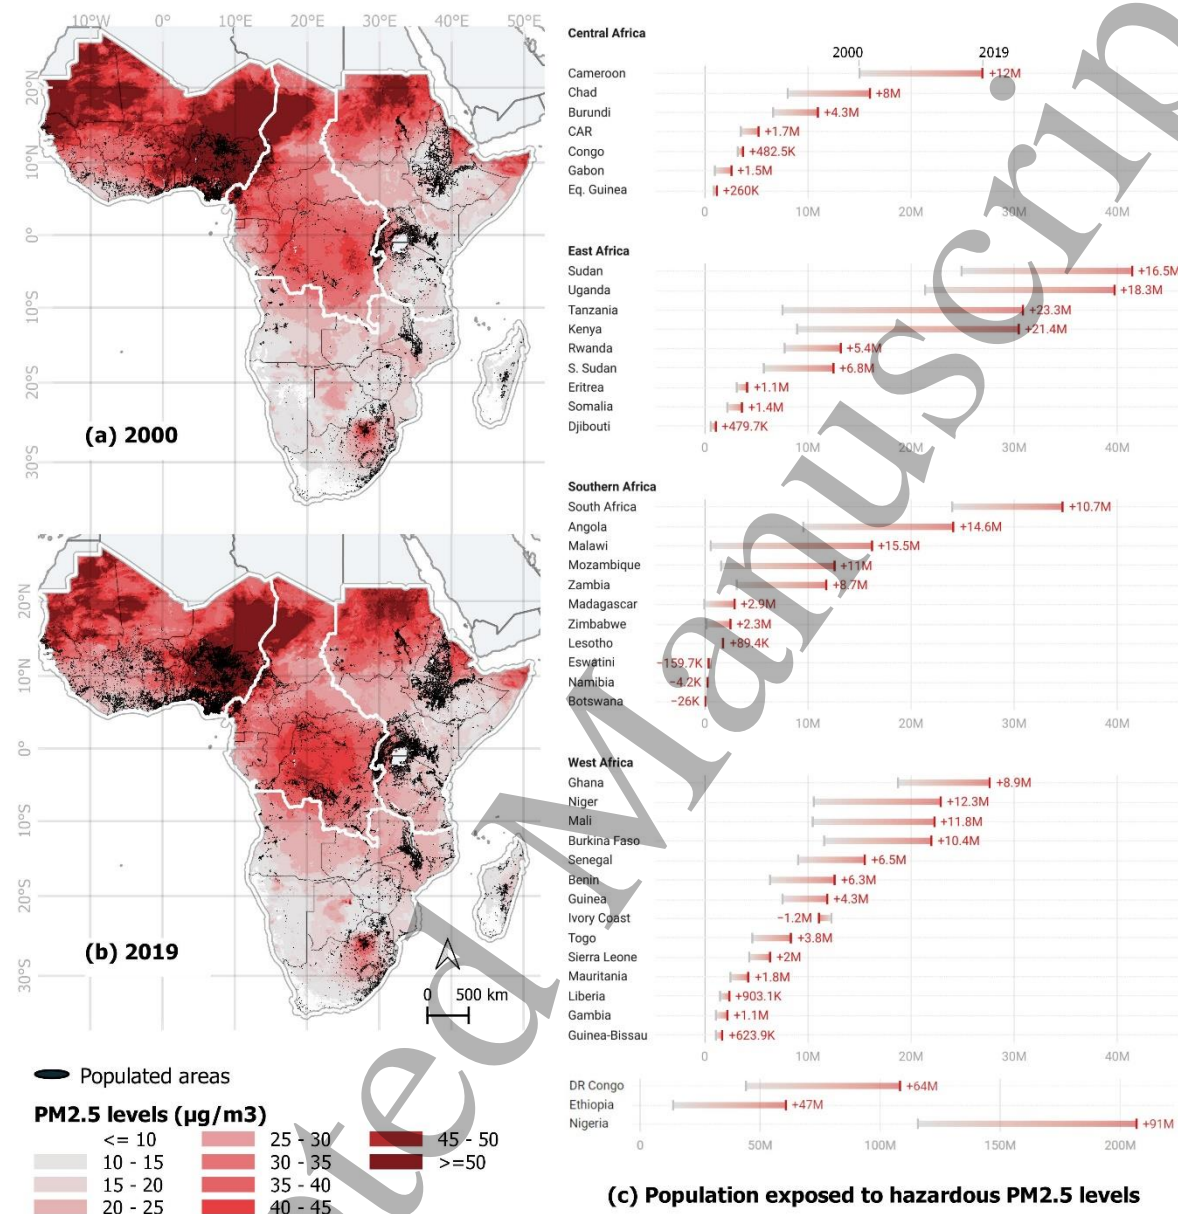 10°W 0° 10°E 20°E 30°E 40°E 50°E
20°N
10°N
0°
10°S
20°S
30°S
(a) 2000
20°N
10°N
0°
10°S
20°S
30°S
(b) 2019
0 500 km
Populated areas
PM2.5 levels (µg/m3)
<= 10
10 - 15
15 - 20
20 - 25
25 - 30
30 - 35
35 - 40
40 - 45
45 - 50
>=50
Central Africa
2000 2019
Cameroon +12M
Chad +8M
Burundi +4.3M
CAR +1.7M
Congo +482.5K
Gabon +1.5M
Eq. Guinea +260K
0 10M 20M 30M 40M
East Africa
Sudan +16.5M
Uganda +18.3M
Tanzania +23.3M
Kenya +21.4M
Rwanda +5.4M
S. Sudan +6.8M
Eritrea +1.1M
Somalia +1.4M
Djibouti +479.7K
0 10M 20M 30M 40M
Southern Africa
South Africa +10.7M
Angola +14.6M
Malawi +15.5M
Mozambique +11M
Zambia +8.7M
Madagascar +2.9M
Zimbabwe +2.3M
Lesotho +89.4K
Eswatini −159.7K
Namibia −4.2K
Botswana −26K
0 10M 20M 30M 40M
West Africa
Ghana +8.9M
Niger +12.3M
Mali +11.8M
Burkina Faso +10.4M
Senegal +6.5M
Benin +6.3M
Guinea +4.3M
Ivory Coast −1.2M
Togo +3.8M
Sierra Leone +2M
Mauritania +1.8M
Liberia +903.1K
Gambia +1.1M
Guinea-Bissau +623.9K
0 10M 20M 30M 40M
DR Congo +64M
Ethiopia +47M
Nigeria +91M
0 50M 100M 150M 200M
(c) Population exposed to hazardous PM2.5 levels
ted Manuscrip